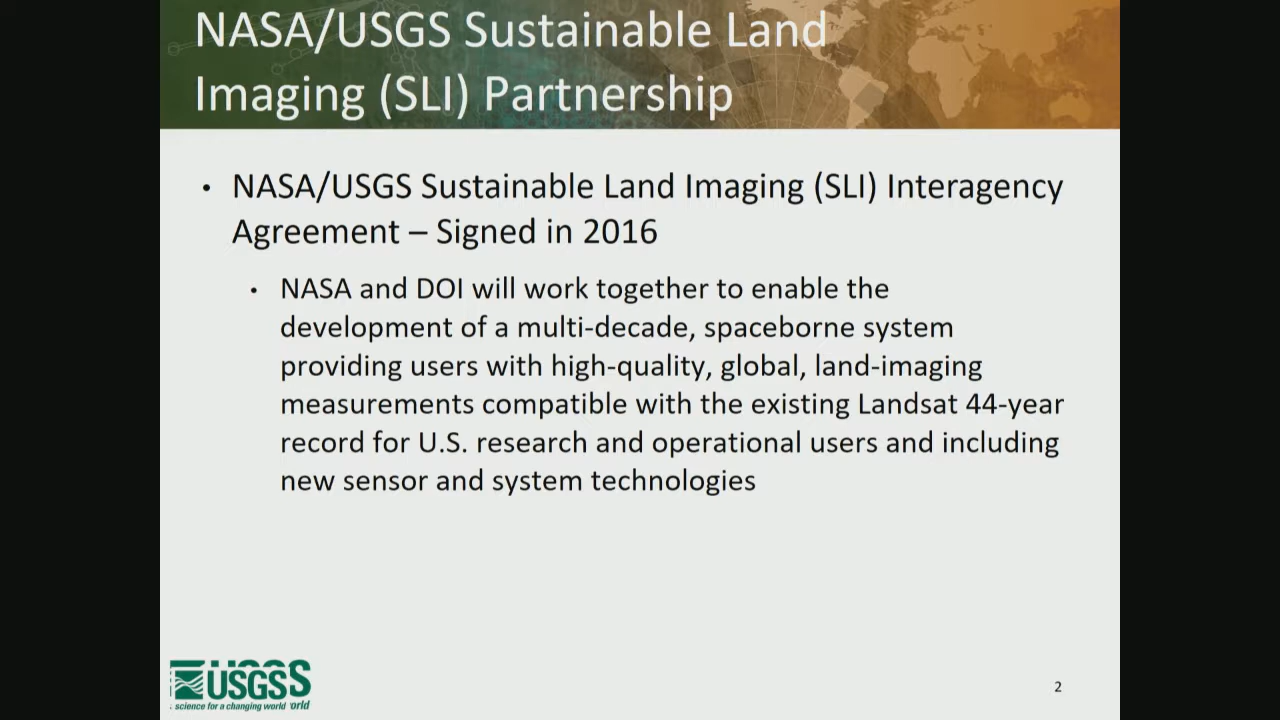 NASA/USGS Sustainable Land
Imaging (SLI) Partnership
• NASA/USGS Sustainable Land Imaging (SLI) Interagency
Agreement – Signed in 2016
• NASA and DOI will work together to enable the
development of a multi-decade, spaceborne system
providing users with high-quality, global, land-imaging
measurements compatible with the existing Landsat 44-year
record for U.S. research and operational users and including
new sensor and system technologies
USGS
science for a changing world
2